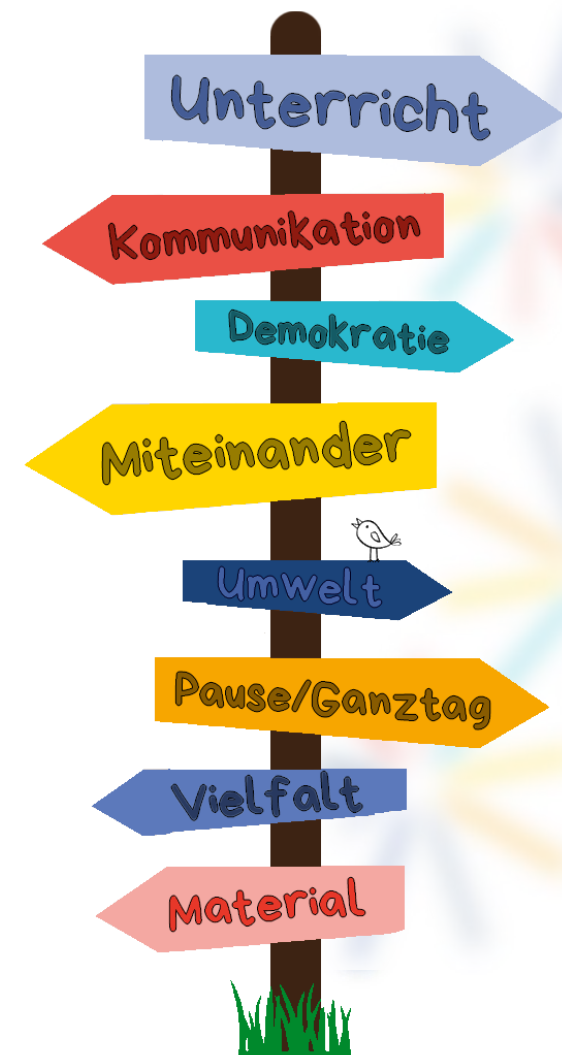 Unterricht
Kommunikation
Demokratie
Miteinander
Umwelt
Pause/Ganztag
Vielfalt
Material